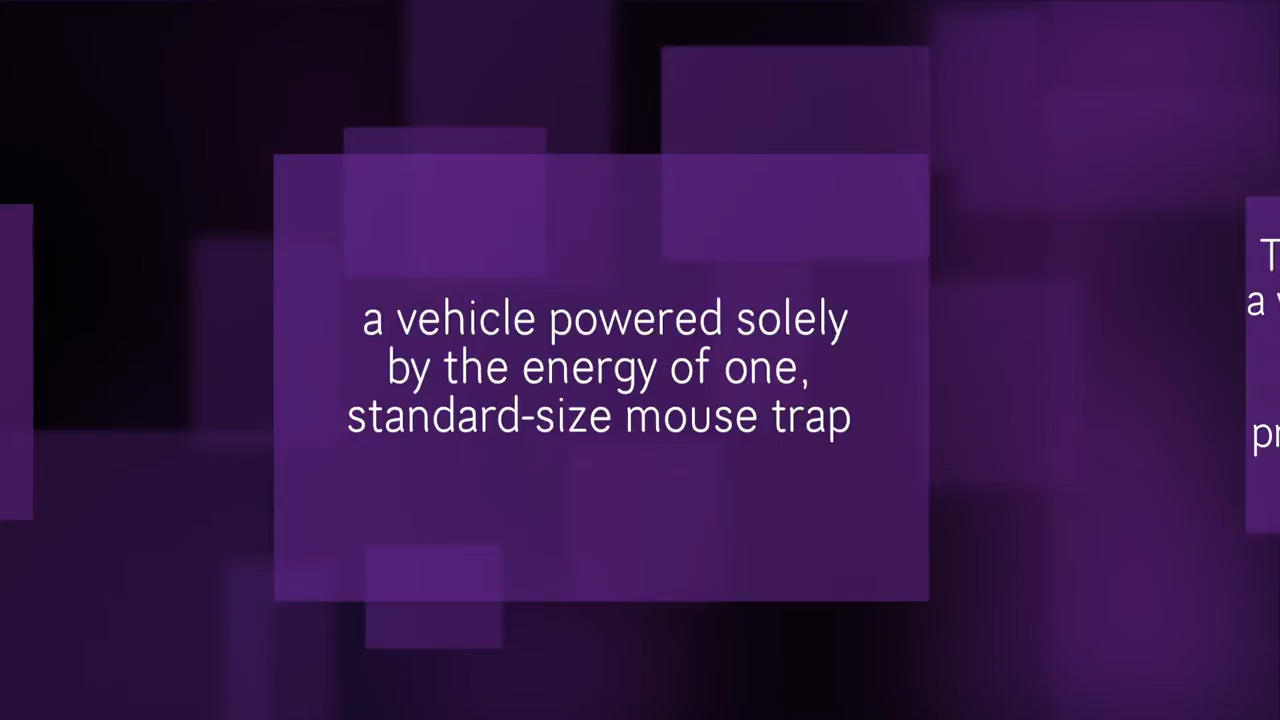 a vehicle powered solely
by the energy of one,
standard-size mouse trap